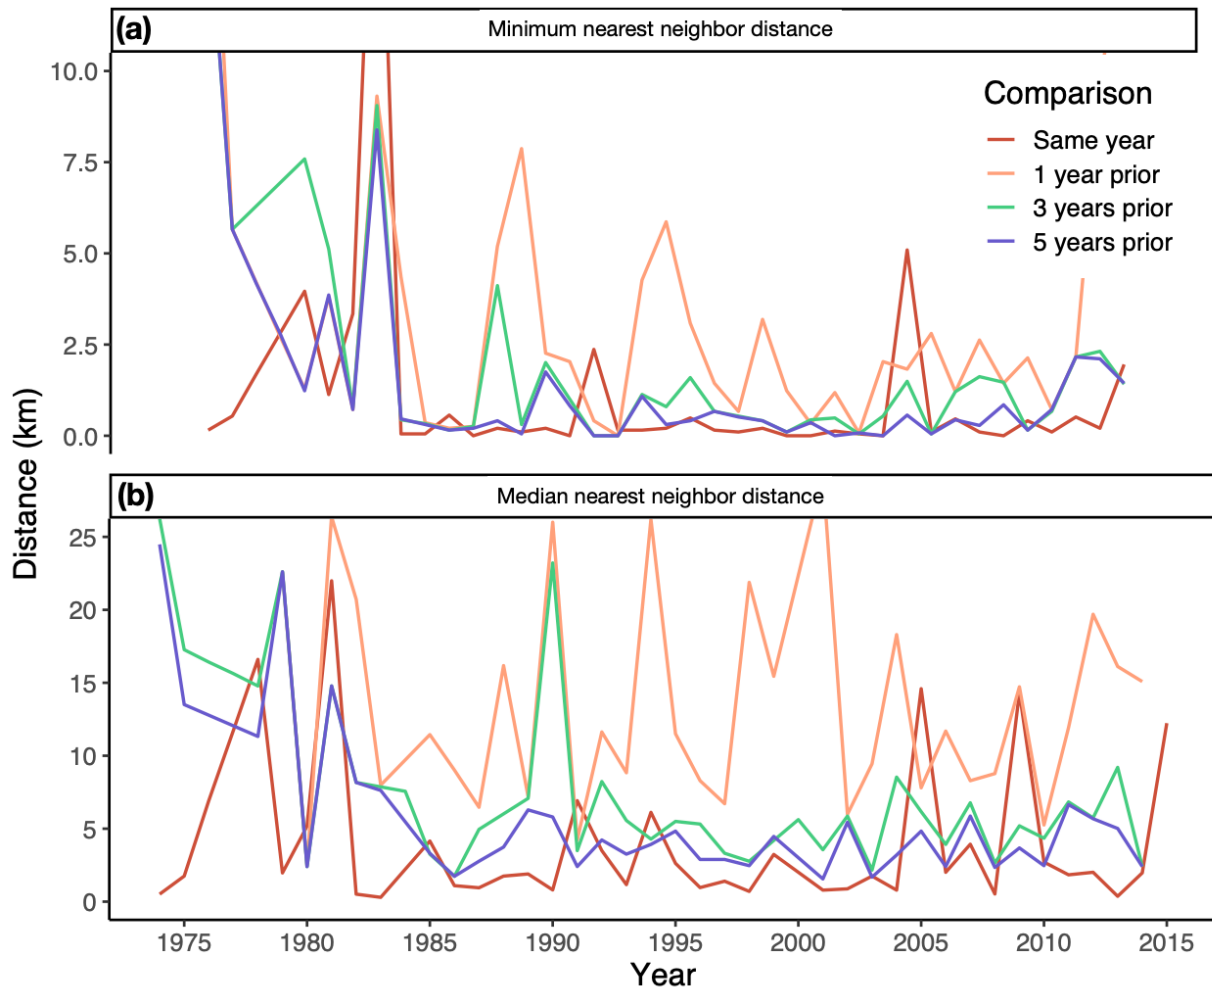 (a)
Minimum nearest neighbor distance
10.0
7.5
5.0
2.5
0.0
Comparison
Same year
1 year prior
3 years prior
5 years prior
Distance (km)
(b)
Median nearest neighbor distance
25
20
15
10
5
0
1975 1980 1985 1990 1995 2000 2005 2010 2015
Year